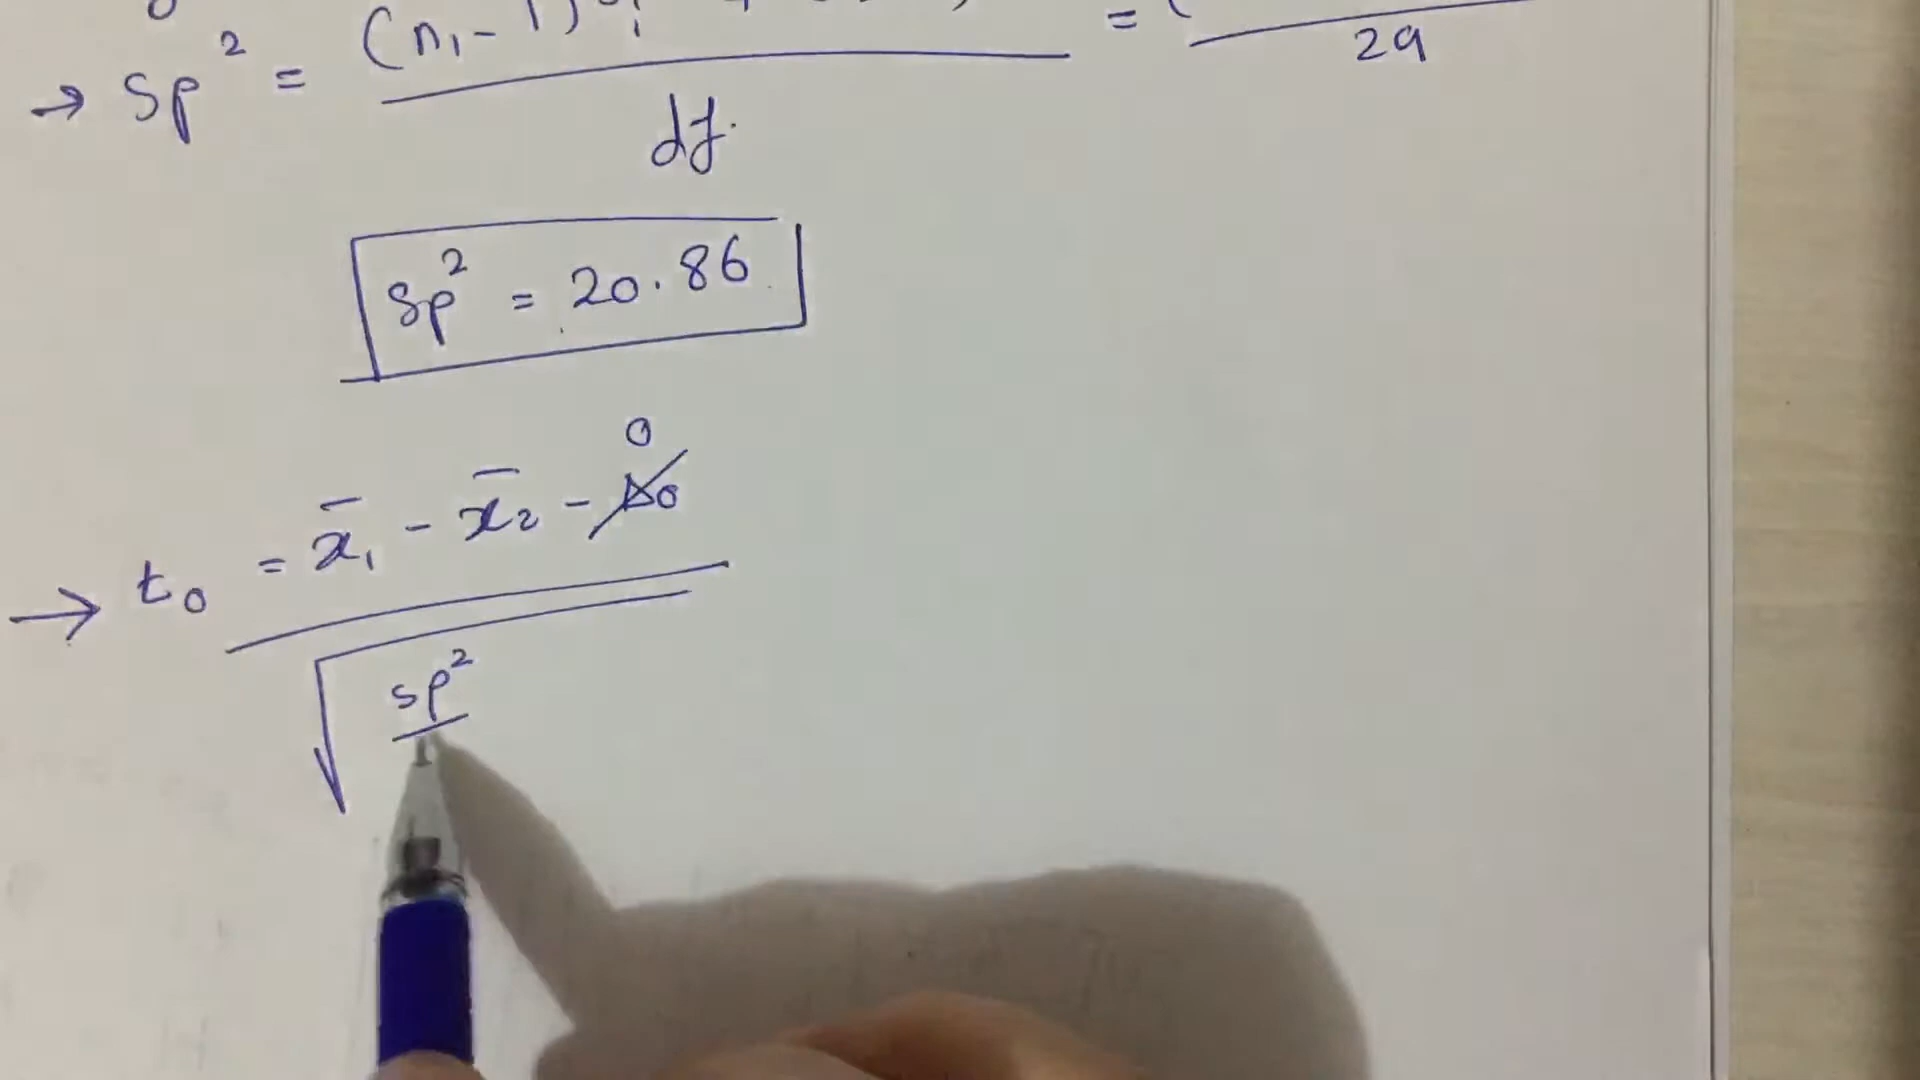 → Sp² = (n₁ - 1) / df = ( / 29
Sp² = 20.86
0
→ t₀ = x̄₁ - x̄₂ - Δ₀
√ sp²